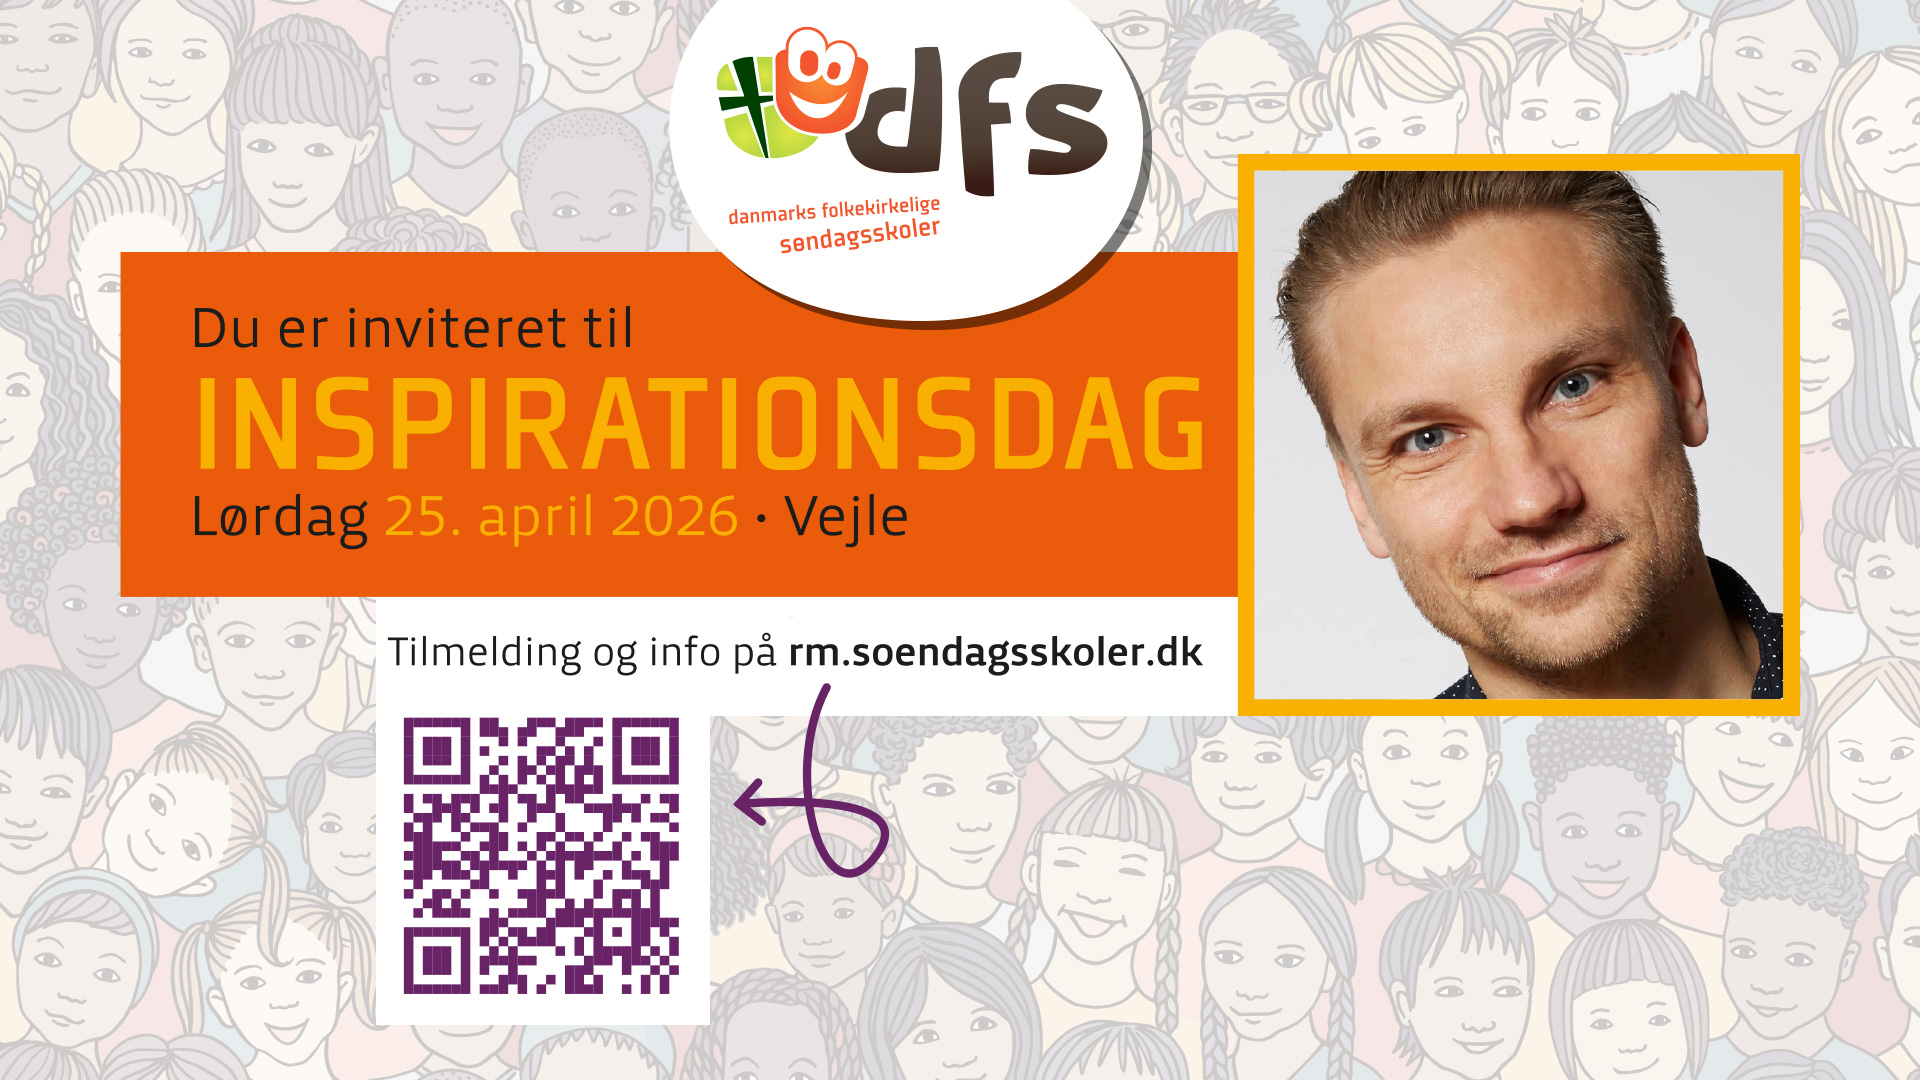 dfs
danmarks folkekirkelige
søndagsskoler
Du er inviteret til
INSPIRATIONSDAG
Lørdag 25. april 2026 · Vejle
Tilmelding og info på rm.soendagsskoler.dk